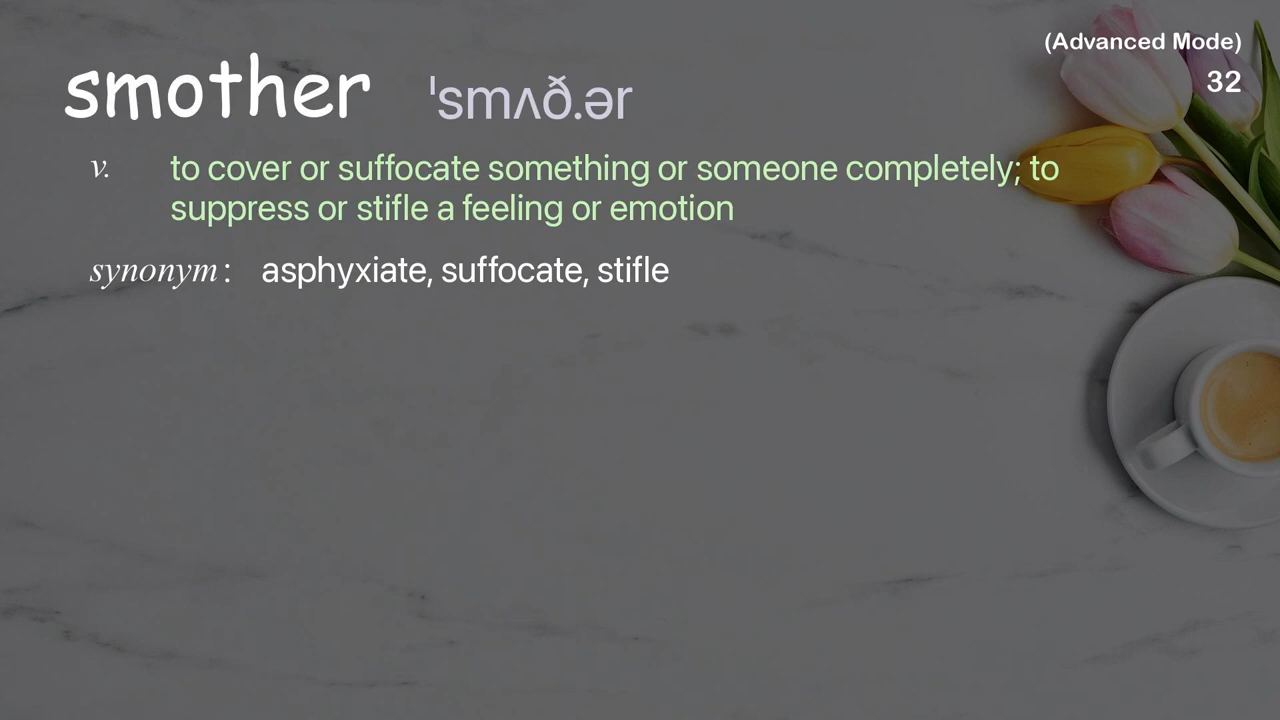 (Advanced Mode)
32
smother ˈsmʌð.ər
v. to cover or suffocate something or someone completely; to
suppress or stifle a feeling or emotion
synonym : asphyxiate, suffocate, stifle